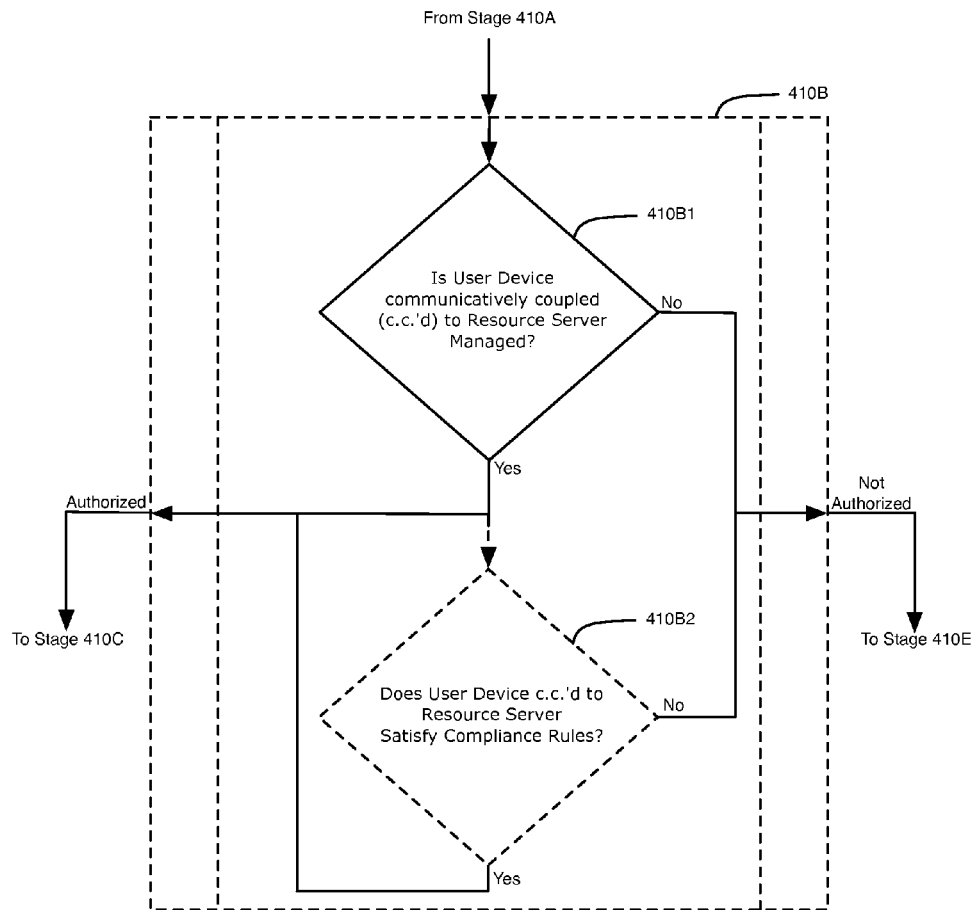 From Stage 410A
410B
410B1
Is User Device
communicatively coupled
(c.c.'d) to Resource Server
Managed?
No
Yes
Authorized
Not
Authorized
To Stage 410C
To Stage 410E
410B2
Does User Device c.c.'d to
Resource Server
Satisfy Compliance Rules?
No
Yes